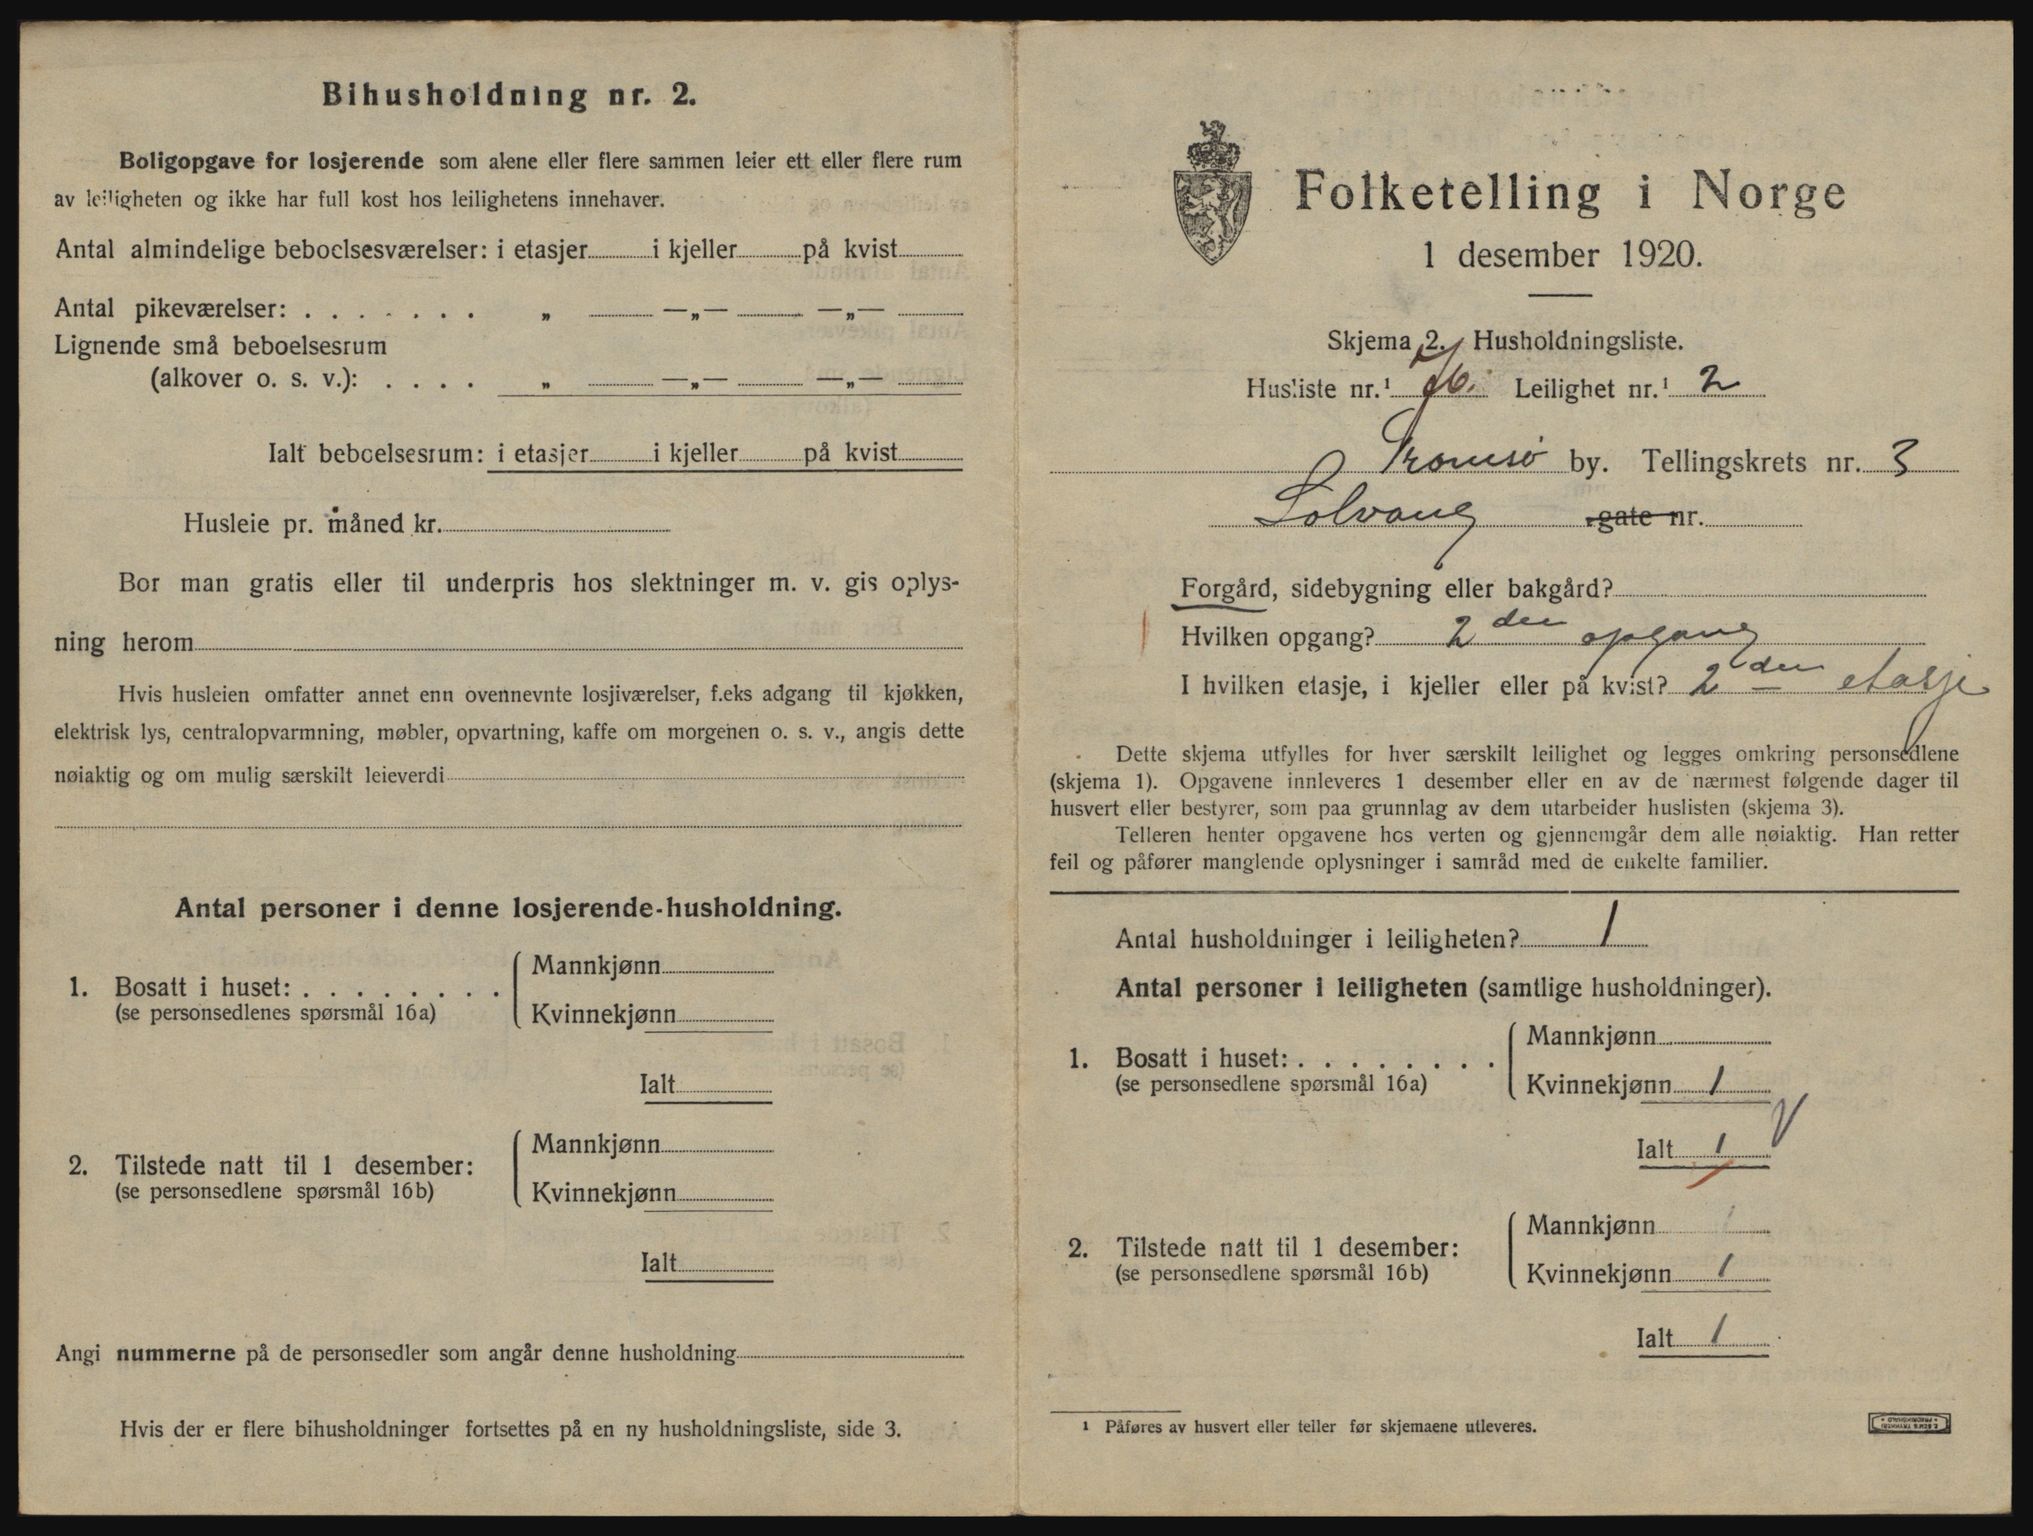 Bihusholdning nr. 2.
Boligopgave for losjerende som alene eller flere sammen leier ett eller flere rum
av leiligheten og ikke har full kost hos leilighetens innehaver.
Antal almindelige beboelsesværelser: i etasjer i kjeller på kvist
Antal pikeværelser: . . . . . . . „ —„— —„—
Lignende små beboelsesrum
(alkover o. s. v.): . . . . „ —„— —„—
Ialt beboelsesrum: i etasjer i kjeller på kvist
Husleie pr. måned kr.
Bor man gratis eller til underpris hos slektninger m. v. gis oplys-
ning herom
Hvis husleien omfatter annet enn ovennevnte losjiværelser, f.eks adgang til kjøkken,
elektrisk lys, centralopvarmning, møbler, opvartning, kaffe om morgenen o. s. v., angis dette
nøiaktig og om mulig særskilt leieverdi
Antal personer i denne losjerende-husholdning.
1. Bosatt i huset: . . . . . . . .
(se personsedlenes spørsmål 16a)
Mannkjønn
Kvinnekjønn
Ialt
2. Tilstede natt til 1 desember:
(se personsedlene spørsmål 16b)
Mannkjønn
Kvinnekjønn
Ialt
Angi nummerne på de personsedler som angår denne husholdning
Hvis der er flere bihusholdninger fortsettes på en ny husholdningsliste, side 3.
Folketelling i Norge
1 desember 1920.
Skjema 2. Husholdningsliste.
Husliste nr.¹ Leilighet nr.¹ 2
Tromsø by. Tellingskrets nr. 3
Solvang gate nr.
Forgård, sidebygning eller bakgård?
Hvilken opgang? 2den opgang
I hvilken etasje, i kjeller eller på kvist? 2den etasje
Dette skjema utfylles for hver særskilt leilighet og legges omkring personsedlene
(skjema 1). Opgavene innleveres 1 desember eller en av de nærmest følgende dager til
husvert eller bestyrer, som paa grunnlag av dem utarbeider huslisten (skjema 3).
Telleren henter opgavene hos verten og gjennemgår dem alle nøiaktig. Han retter
feil og påfører manglende oplysninger i samråd med de enkelte familier.
Antal husholdninger i leiligheten? 1
Antal personer i leiligheten (samtlige husholdninger).
1. Bosatt i huset: . . . . . . . .
(se personsedlene spørsmål 16a)
Mannkjønn
Kvinnekjønn 1
Ialt 1
2. Tilstede natt til 1 desember:
(se personsedlene spørsmål 16b)
Mannkjønn 1
Kvinnekjønn 1
Ialt 1
¹ Påføres av husvert eller teller før skjemaene utleveres.